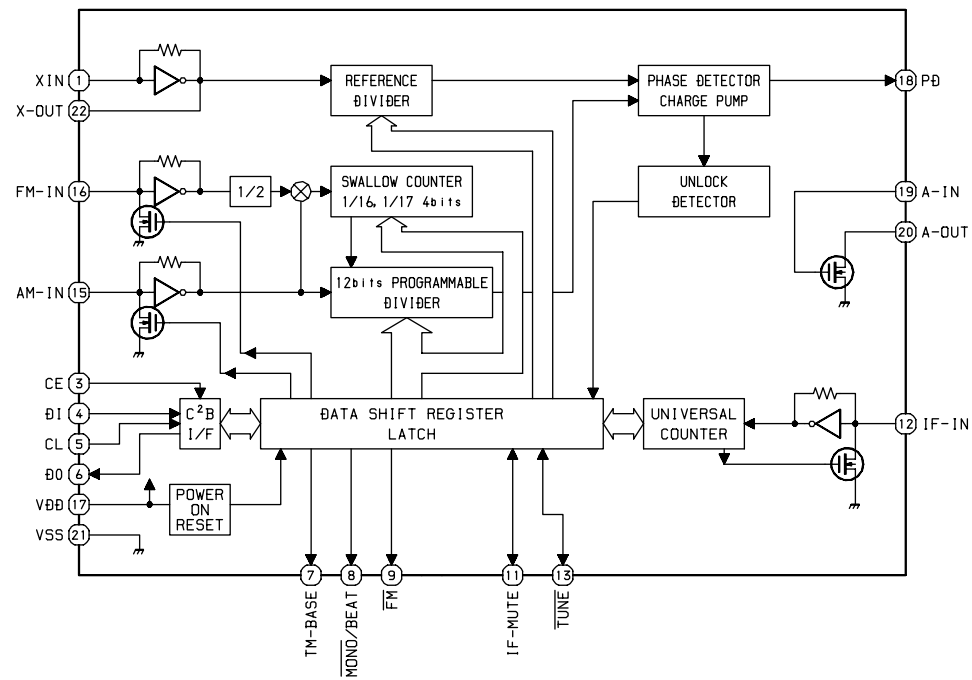 XIN 1
X-OUT 22
REFERENCE
DIVIDER
PHASE DETECTOR
CHARGE PUMP
18 PD
FM-IN 16
1/2
SWALLOW COUNTER
1/16, 1/17 4bits
UNLOCK
DETECTOR
19 A-IN
20 A-OUT
AM-IN 15
12bits PROGRAMMABLE
DIVIDER
CE 3
DI 4
CL 5
DO 6
VDD 17
VSS 21
C²B
I/F
DATA SHIFT REGISTER
LATCH
UNIVERSAL
COUNTER
12 IF-IN
POWER
ON
RESET
7
8
9
11
13
TM-BASE
MONO/BEAT
FM
IF-MUTE
TUNE